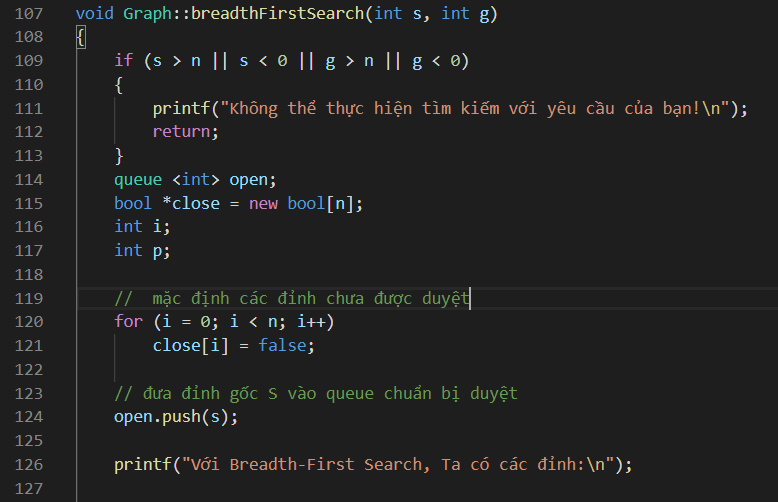 107 void Graph::breadthFirstSearch(int s, int g)
108 {
109 if (s > n || s < 0 || g > n || g < 0)
110 {
111 printf("Không thể thực hiện tìm kiếm với yêu cầu của bạn!\n");
112 return;
113 }
114 queue <int> open;
115 bool *close = new bool[n];
116 int i;
117 int p;
118
119 //  mặc định các đỉnh chưa được duyệt
120 for (i = 0; i < n; i++)
121 close[i] = false;
122
123 // đưa đỉnh gốc S vào queue chuẩn bị duyệt
124 open.push(s);
125
126 printf("Với Breadth-First Search, Ta có các đỉnh:\n");
127